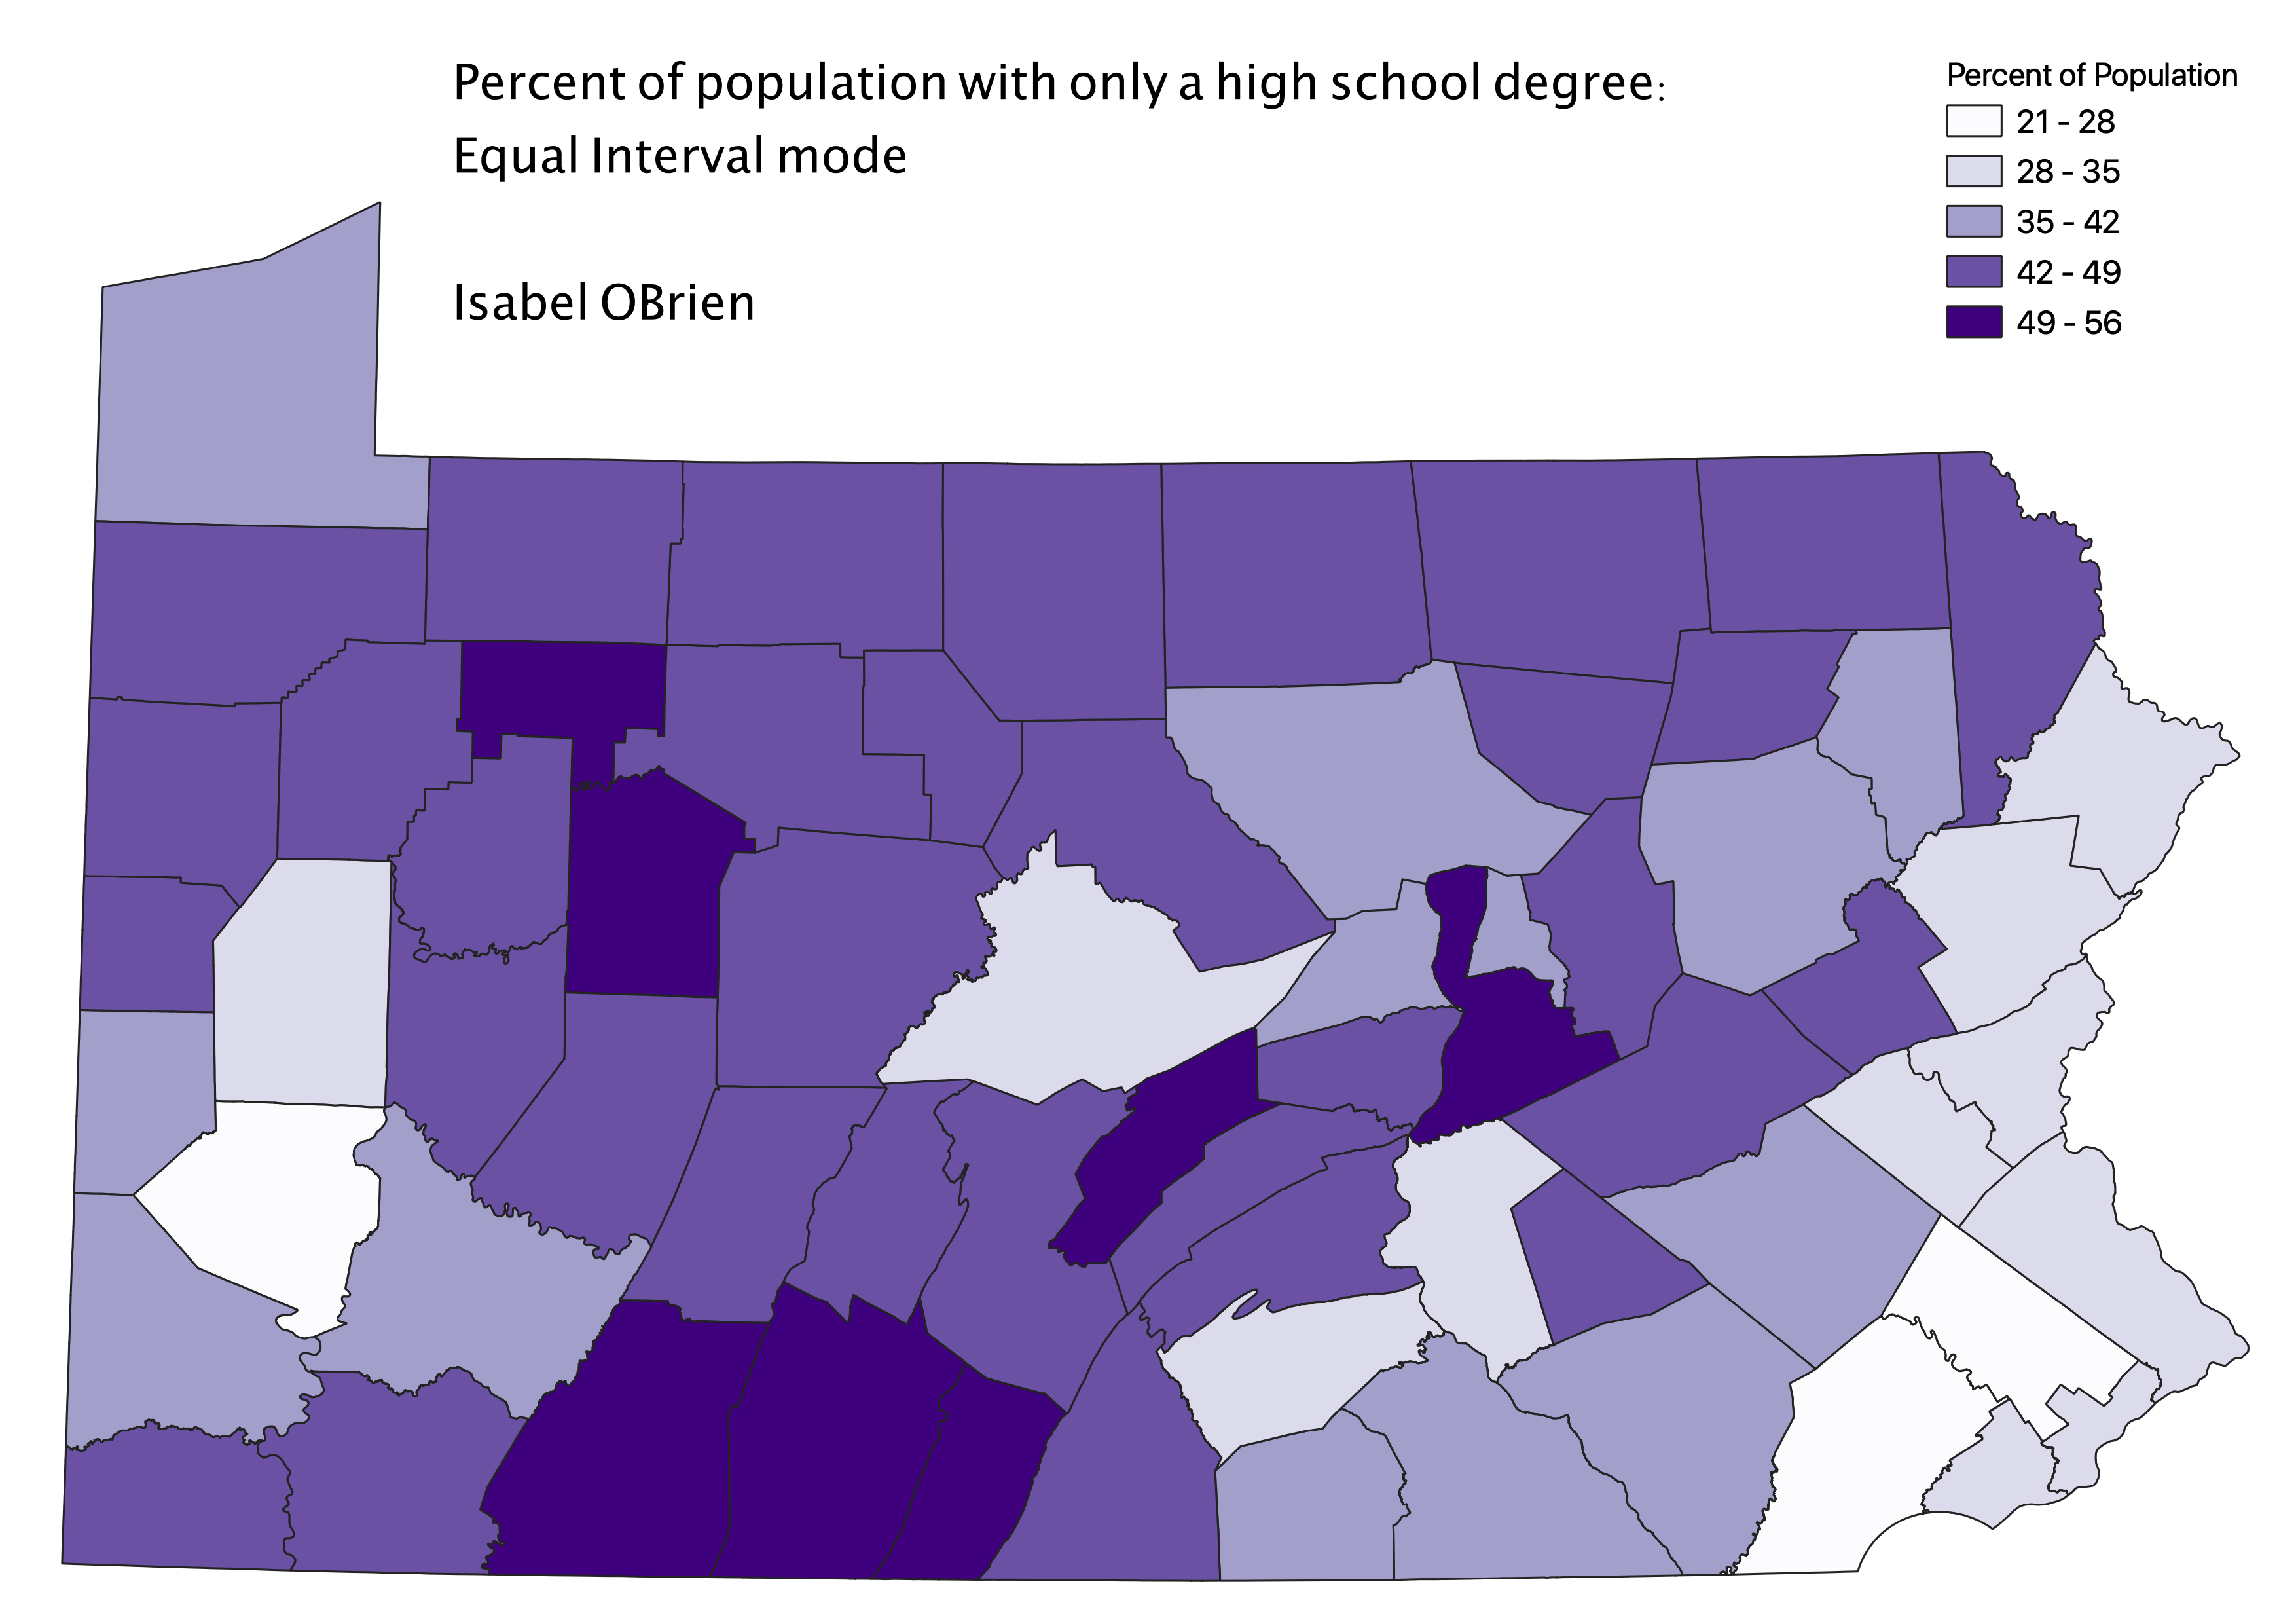 Percent of population with only a high school degree:
Equal Interval mode
Isabel OBrien
Percent of Population
21 - 28
28 - 35
35 - 42
42 - 49
49 - 56